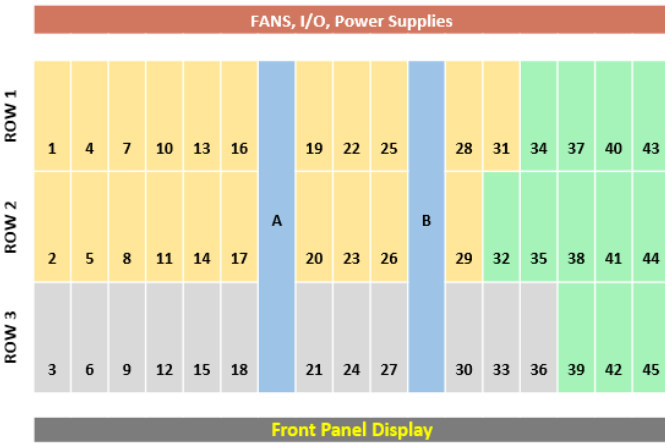 FANS, I/O, Power Supplies
ROW 1
1 4 7 10 13 16 19 22 25 28 31 34 37 40 43
ROW 2
A B
2 5 8 11 14 17 20 23 26 29 32 35 38 41 44
ROW 3
3 6 9 12 15 18 21 24 27 30 33 36 39 42 45
Front Panel Display